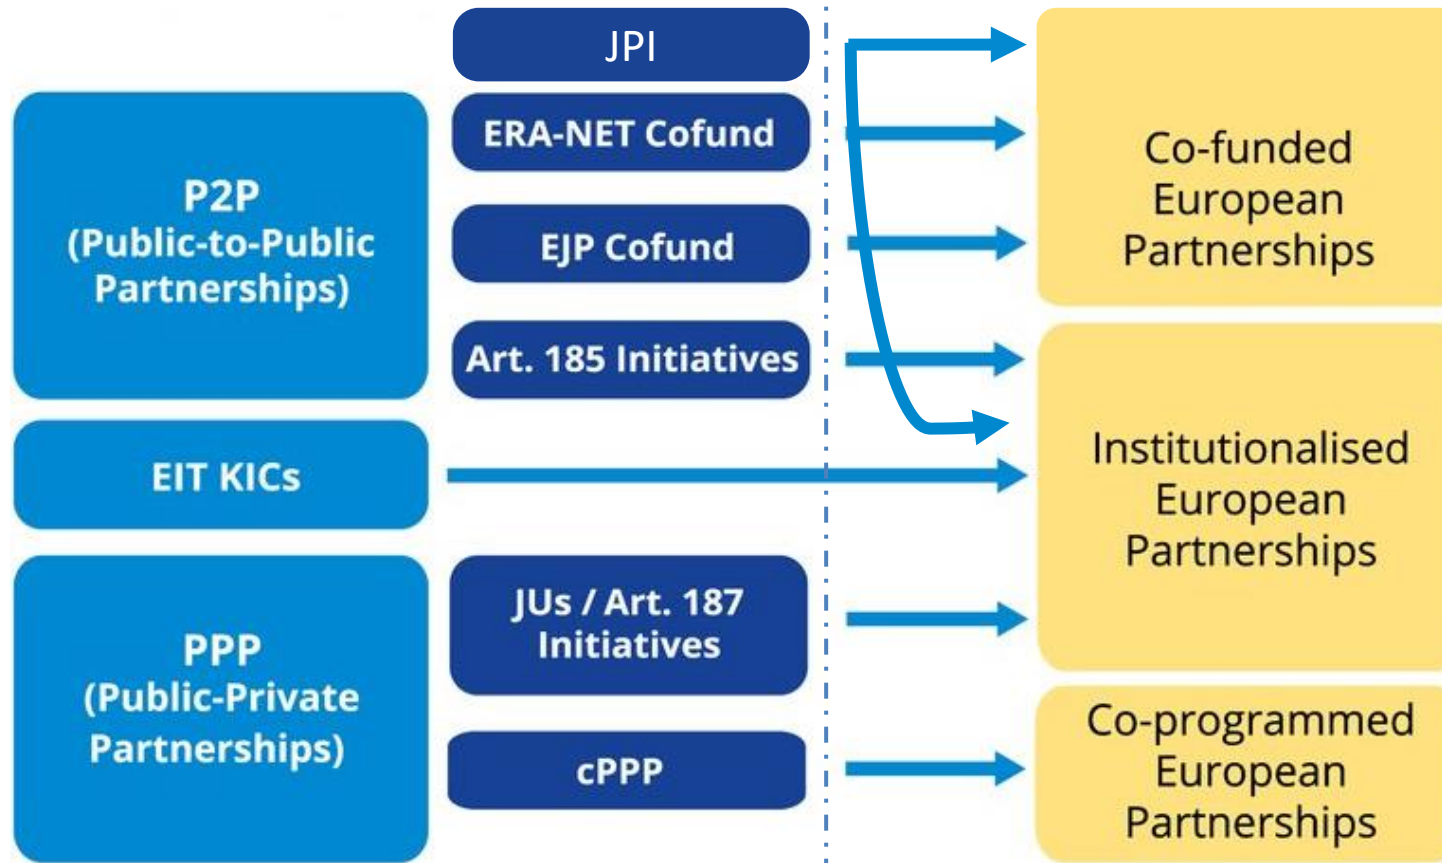 JPI
P2P
(Public-to-Public
Partnerships)
ERA-NET Cofund
EJP Cofund
Art. 185 Initiatives
Co-funded
European
Partnerships
EIT KICs
Institutionalised
European
Partnerships
PPP
(Public-Private
Partnerships)
JUs / Art. 187
Initiatives
cPPP
Co-programmed
European
Partnerships